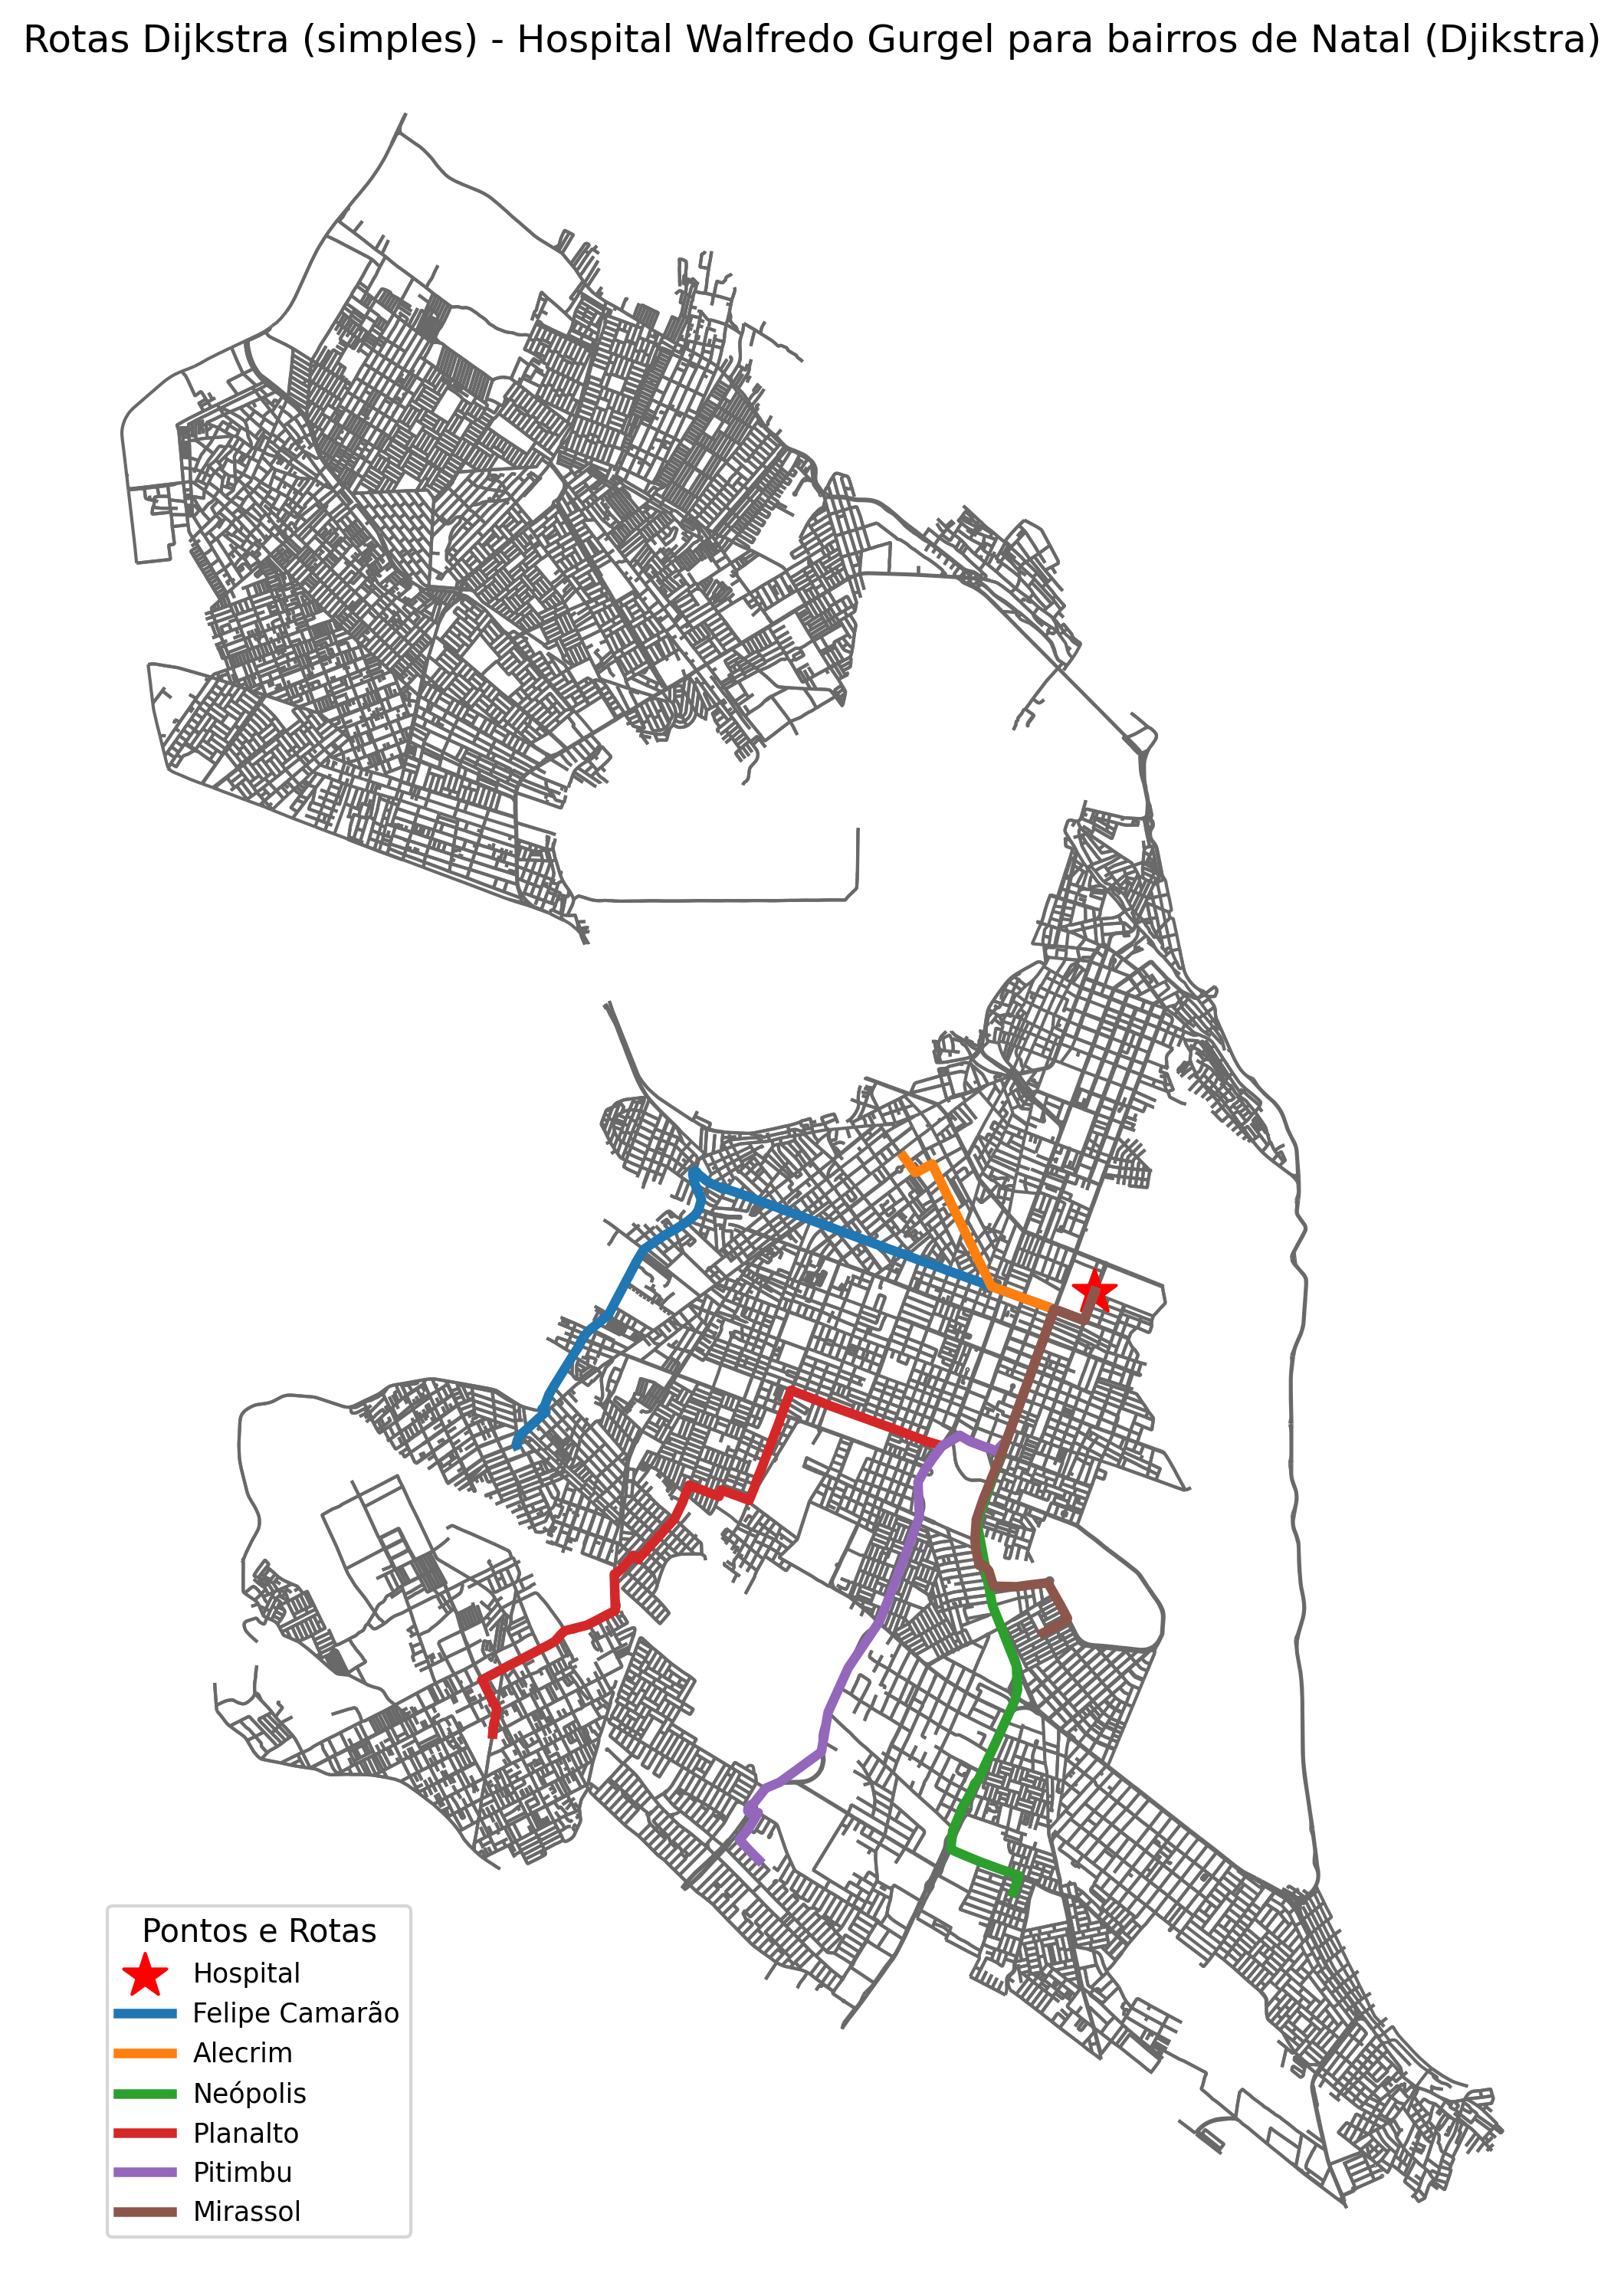 Rotas Dijkstra (simples) - Hospital Walfredo Gurgel para bairros de Natal (Djikstra)
Pontos e Rotas
Hospital
Felipe Camarão
Alecrim
Neópolis
Planalto
Pitimbu
Mirassol